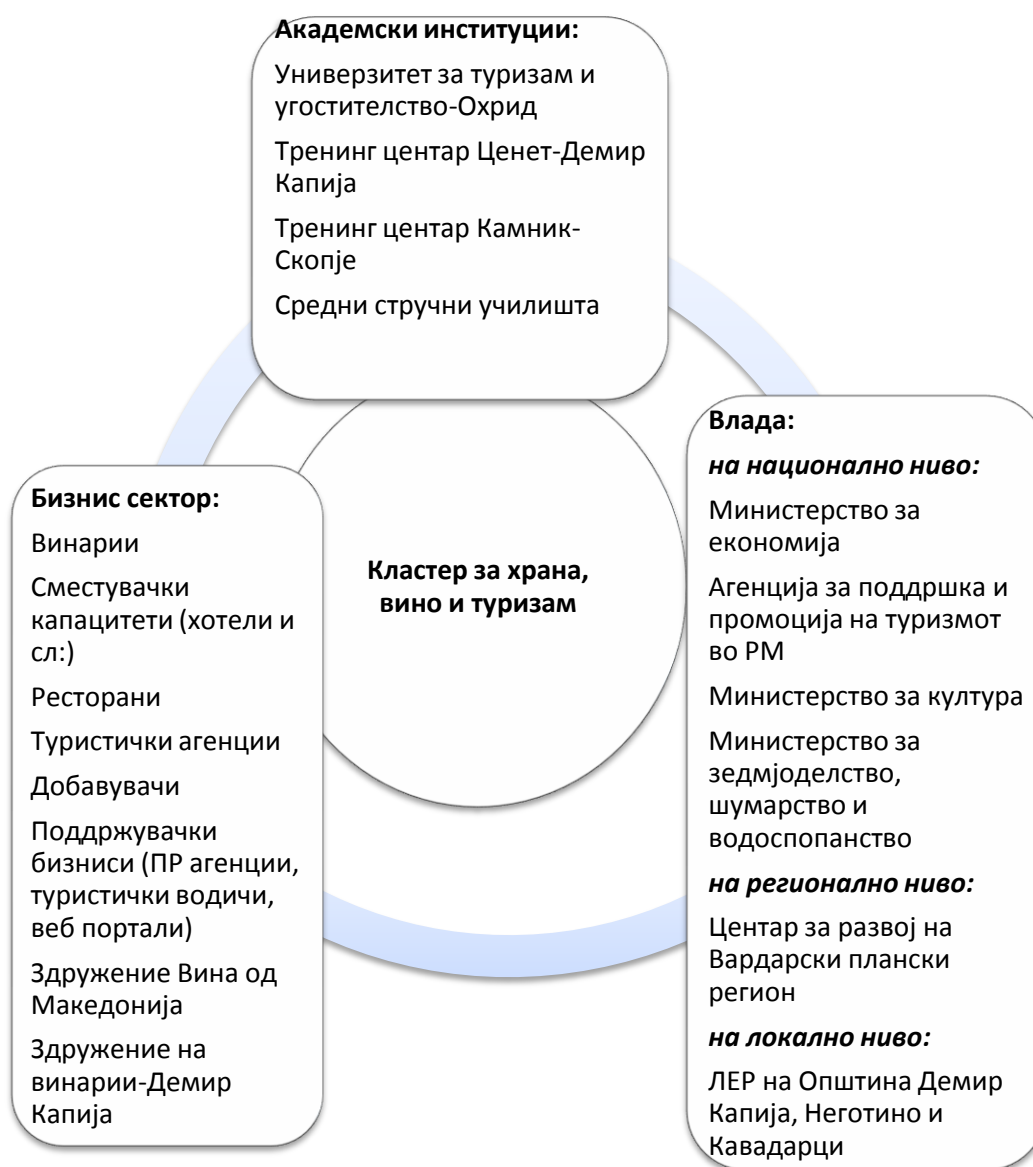 Академски институции:
Универзитет за туризам и
угостителство-Охрид
Тренинг центар Ценет-Демир
Капија
Тренинг центар Камник-
Скопје
Средни стручни училишта
Бизнис сектор:
Винарии
Сместувачки
капацитети (хотели и
сл:)
Ресторани
Туристички агенции
Добавувачи
Поддржувачки
бизниси (ПР агенции,
туристички водичи,
веб портали)
Здружение Вина од
Македонија
Здружение на
винарии-Демир
Капија
Кластер за храна,
вино и туризам
Влада:
на национално ниво:
Министерство за
економија
Агенција за поддршка и
промоција на туризмот
во РМ
Министерство за култура
Министерство за
зедмјоделство,
шумарство и
водоспопанство
на регионално ниво:
Центар за развој на
Вардарски плански
регион
на локално ниво:
ЛЕР на Општина Демир
Капија, Неготино и
Кавадарци